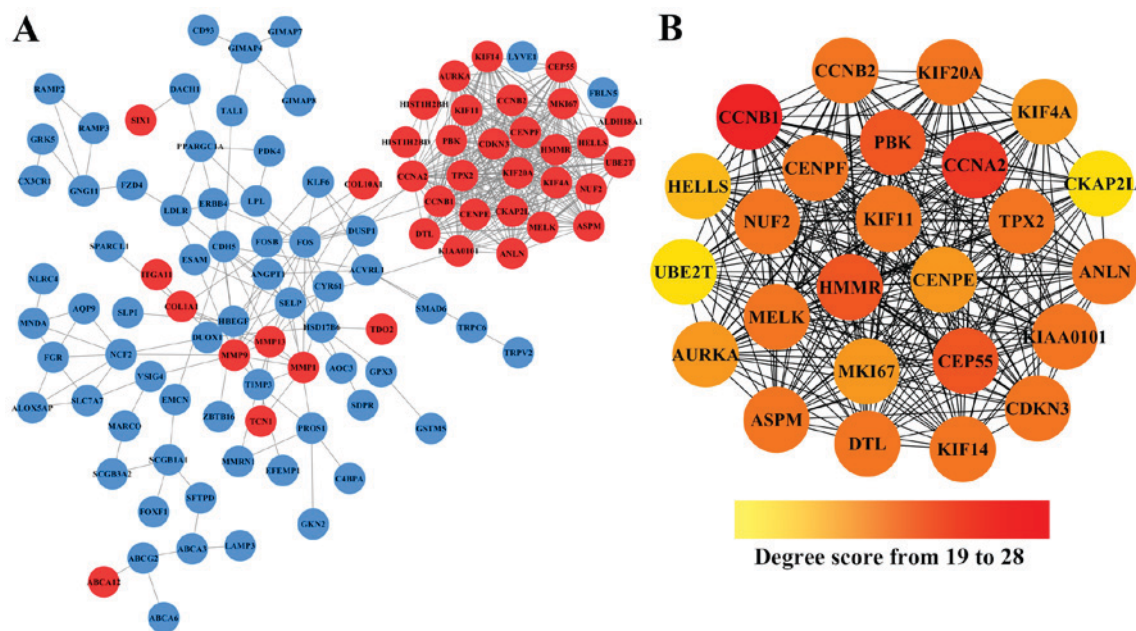 A
CD93
GIMAP7
GIMAP4
GIMAP8
RAMP2
DACH1
TAL1
SIX1
RAMP3
GRK5
PPARGC1A
PDK4
CX3CR1
GNG11
FZD4
KLF6
COL10A1
LDLR
ERBB4
LPL
DUSP1
SPARCL1
CDH5
FOSB
FOS
ESAM
ANGPT1
ACVRL1
NLRC4
ITGA11
CYR61
AQP9
SLPI
COL1A1
SELP
SMAD6
TRPC6
MNDA
HBEGF
HSD17B6
TDO2
DUOX1
MMP13
TRPV2
FGR
NCF2
MMP9
MMP1
AOC3
GPX3
VSIG4
TIMP3
ALOX5AP
SLC7A7
EMCN
SDPR
ZBTB16
GSTM5
MARCO
TCN1
PROS1
SCGB3A2
SCGB1A1
MMRN1
EFEMP1
C4BPA
SFTPD
FOXF1
GKN2
ABCG2
ABCA3
LAMP3
ABCA12
ABCA6
KIF14
LYVE1
CEP55
AURKA
FBLN5
HIST1H2BH
KIF11
CCNB2
MKI67
ALDH18A1
HIST1H2BD
PBK
CENPF
CDKN3
HMMR
HELLS
UBE2T
CCNA2
TPX2
KIF20A
KIF4A
NUF2
CCNB1
CENPE
CKAP2L
MELK
ASPM
DTL
KIAA0101
ANLN
B
CCNB2
KIF20A
CCNB1
KIF4A
PBK
CENPF
CCNA2
HELLS
CKAP2L
NUF2
KIF11
TPX2
UBE2T
HMMR
CENPE
ANLN
MELK
KIAA0101
AURKA
MKI67
CEP55
CDKN3
ASPM
DTL
KIF14
Degree score from 19 to 28